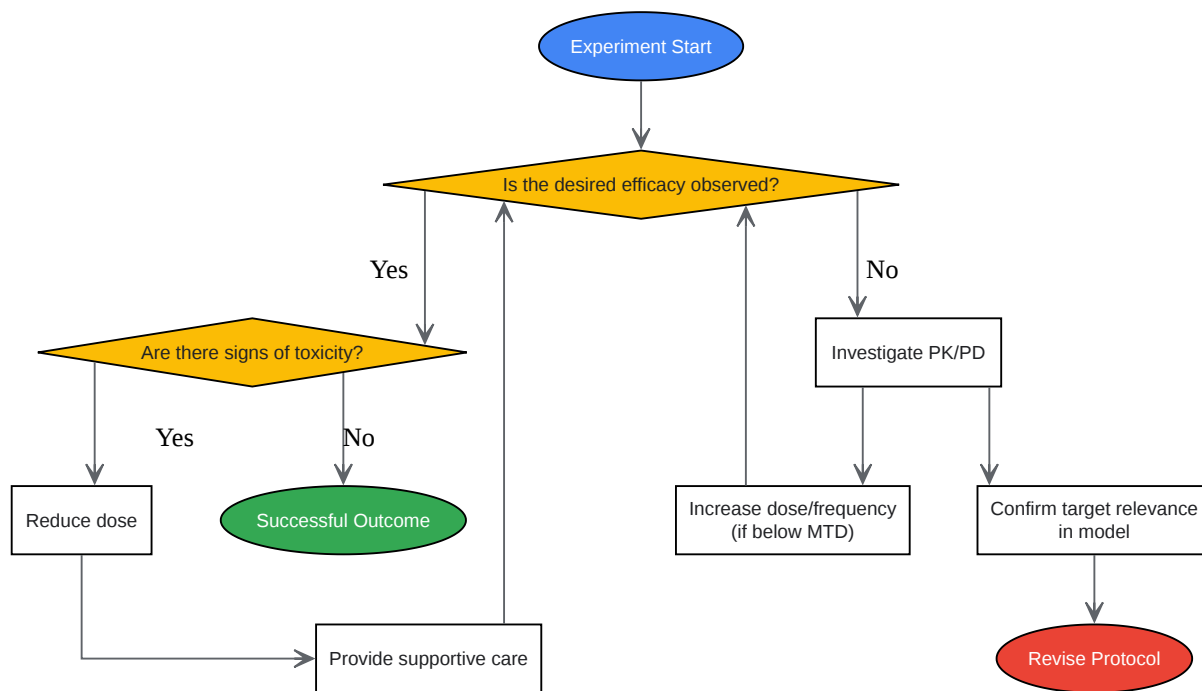 Experiment Start
Is the desired efficacy observed?
Yes
No
Are there signs of toxicity?
Investigate PK/PD
Yes
No
Reduce dose
Successful Outcome
Increase dose/frequency
(if below MTD)
Confirm target relevance
in model
Provide supportive care
Revise Protocol